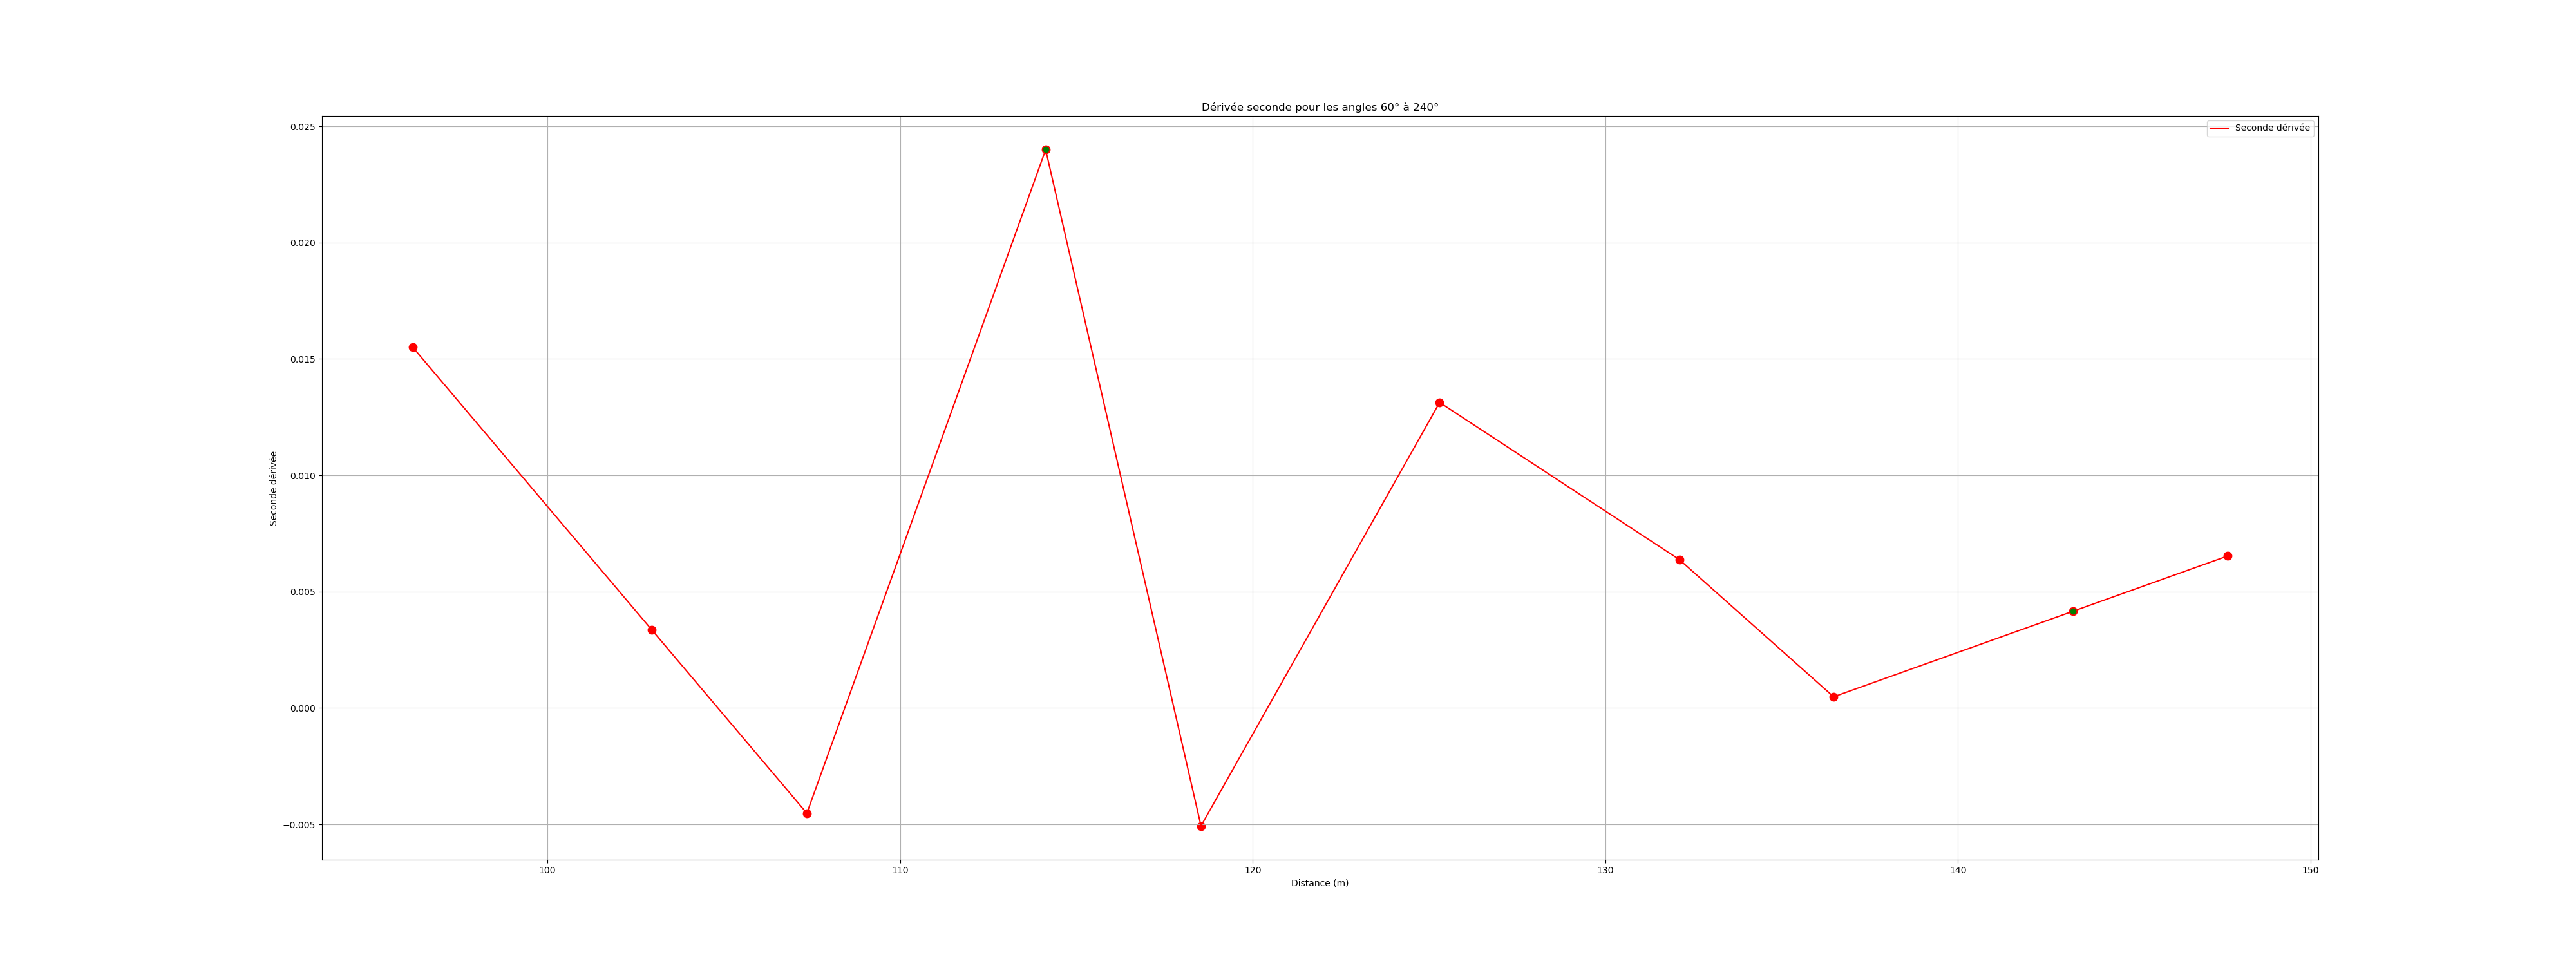 Dérivée seconde pour les angles 60° à 240°
Seconde dérivée
0.025
0.020
0.015
0.010
0.005
0.000
−0.005
Seconde dérivée
100 110 120 130 140 150
Distance (m)